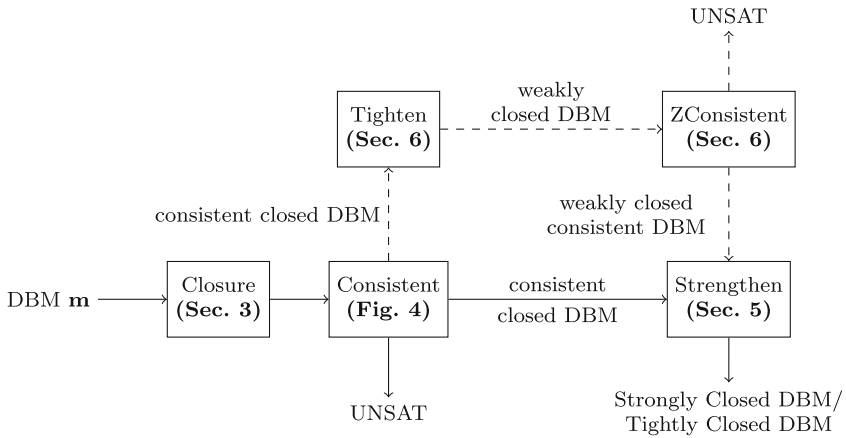 UNSAT
Tighten
(Sec. 6)
weakly
closed DBM
ZConsistent
(Sec. 6)
consistent closed DBM
weakly closed
consistent DBM
DBM m
Closure
(Sec. 3)
Consistent
(Fig. 4)
consistent
closed DBM
Strengthen
(Sec. 5)
UNSAT
Strongly Closed DBM/
Tightly Closed DBM